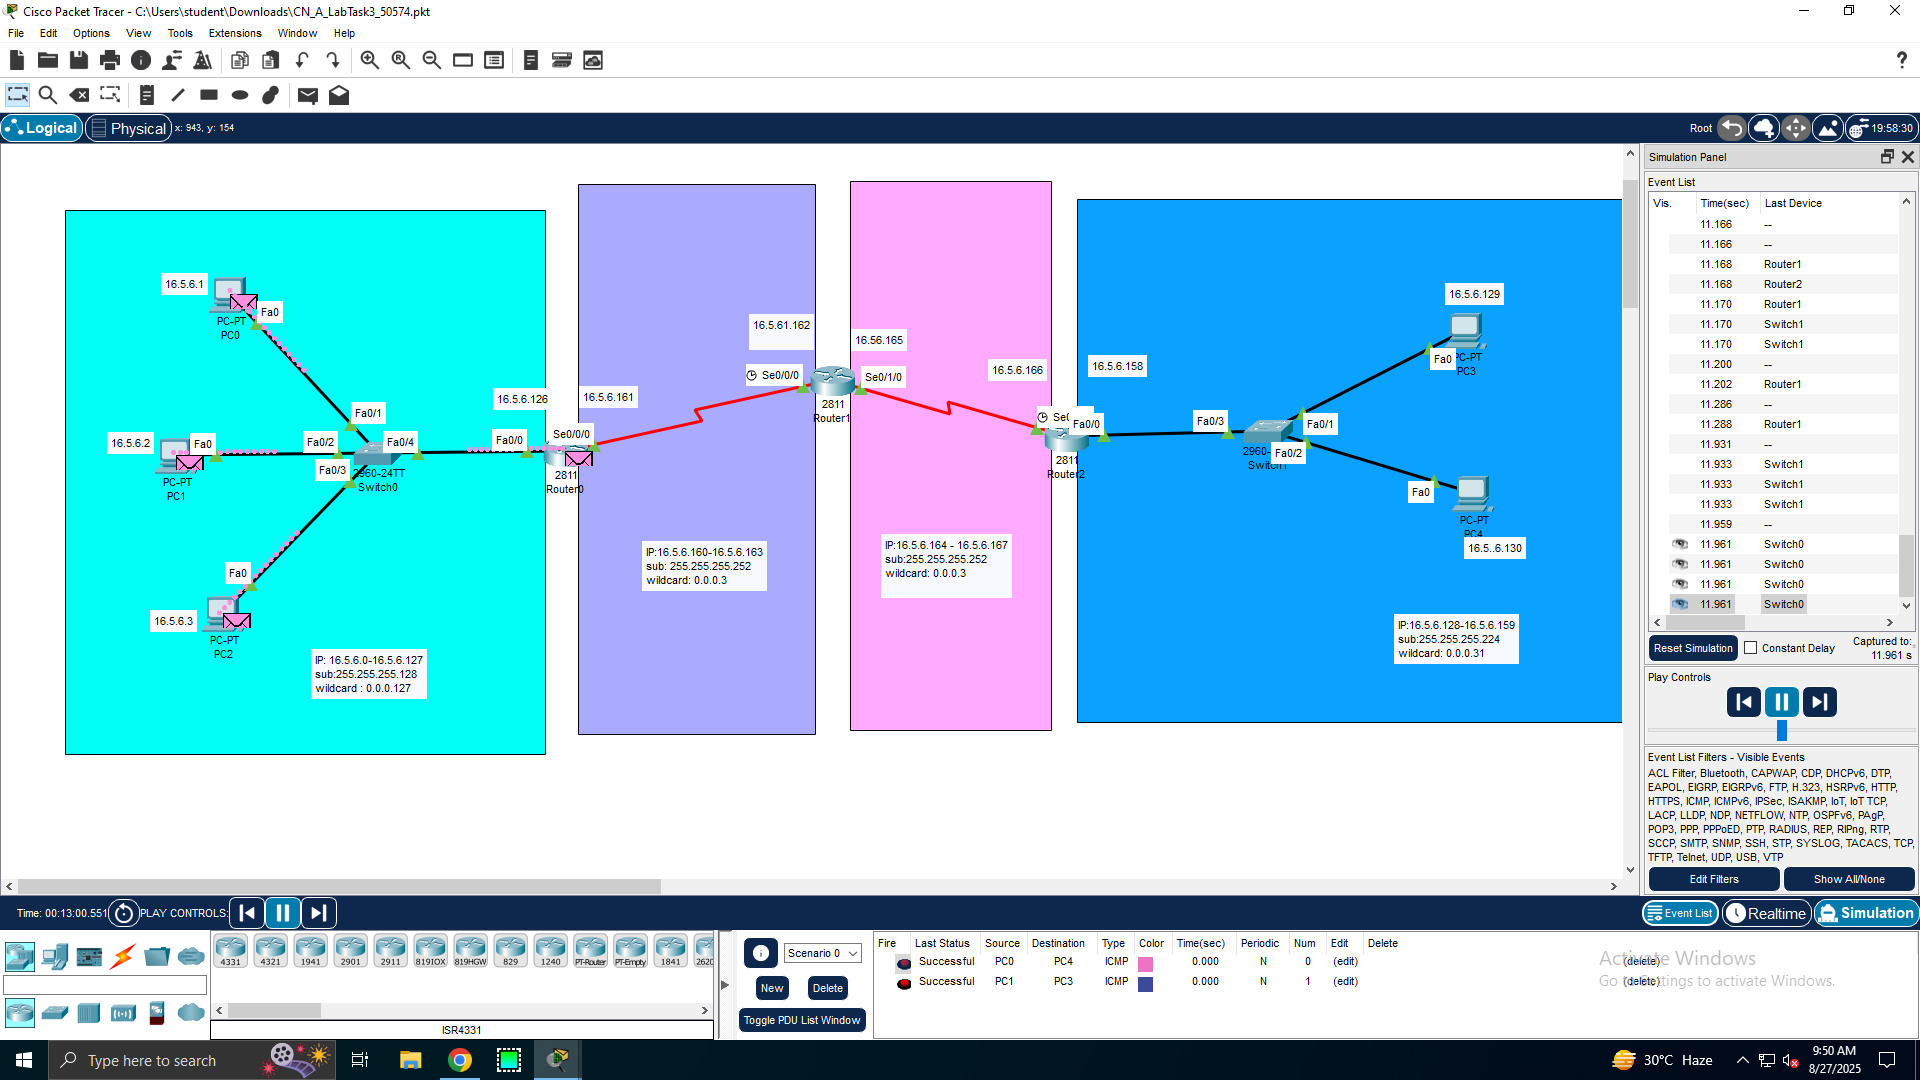 Cisco Packet Tracer - C:\Users\student\Downloads\CN_A_LabTask3_50574.pkt
File Edit Options View Tools Extensions Window Help
Logical Physical x: 943, y: 154
Root 19:58:30
16.5.6.1
PC-PT
PC0
Fa0
16.5.6.2
Fa0
PC-PT
PC1
Fa0/1
Fa0/2
Fa0/4
Fa0/3
2960-24TT
Switch0
Fa0
16.5.6.3
PC-PT
PC2
IP: 16.5.6.0-16.5.6.127
sub:255.255.255.128
wildcard : 0.0.0.127
16.5.6.126
16.5.6.161
Fa0/0
Se0/0/0
2811
Router0
16.5.61.162
Se0/0/0
2811
Router1
IP:16.5.6.160-16.5.6.163
sub: 255.255.255.252
wildcard: 0.0.0.3
16.56.165
Se0/1/0
16.5.6.166
IP:16.5.6.164 - 16.5.6.167
sub:255.255.255.252
wildcard: 0.0.0.3
16.5.6.158
Fa0/0
2811
Router2
Fa0/3
Fa0/1
Fa0/2
16.5.6.129
Fa0
PC-PT
PC3
Fa0
PC-PT
PC4
16.5..6.130
IP:16.5.6.128-16.5.6.159
sub:255.255.255.224
wildcard: 0.0.0.31
Simulation Panel
Event List
Vis. Time(sec) Last Device
11.166 --
11.166 --
11.168 Router1
11.168 Router2
11.170 Router1
11.170 Switch1
11.170 Switch1
11.200 --
11.202 Router1
11.286 --
11.288 Router1
11.931 --
11.933 Switch1
11.933 Switch1
11.933 Switch1
11.959 --
11.961 Switch0
11.961 Switch0
11.961 Switch0
11.961 Switch0
Reset Simulation Constant Delay Captured to:
11.961 s
Play Controls
Event List Filters - Visible Events
ACL Filter, Bluetooth, CAPWAP, CDP, DHCPv6, DTP,
EAPOL, EIGRP, EIGRPv6, FTP, H.323, HSRPv6, HTTP,
HTTPS, ICMP, ICMPv6, IPSec, ISAKMP, IoT, IoT TCP,
LACP, LLDP, NDP, NETFLOW, NTP, OSPFv6, PAgP,
POP3, PPP, PPPoED, PTP, RADIUS, REP, RIPng, RTP,
SCCP, SMTP, SNMP, SSH, STP, SYSLOG, TACACS, TCP,
TFTP, Telnet, UDP, USB, VTP
Edit Filters Show All/None
Time: 00:13:00.551 PLAY CONTROLS:
Event List Realtime Simulation
4331 4321 1941 2901 2911 819IOX 819HGW 829 1240 PT-Router PT-Empty 1841 2620
ISR4331
Scenario 0
New Delete
Toggle PDU List Window
Fire Last Status Source Destination Type Color Time(sec) Periodic Num Edit Delete
Successful PC0 PC4 ICMP 0.000 N 0 (edit) (delete)
Successful PC1 PC3 ICMP 0.000 N 1 (edit) (delete)
Activate Windows
Go to Settings to activate Windows.
Type here to search
30°C Haze
9:50 AM
8/27/2025